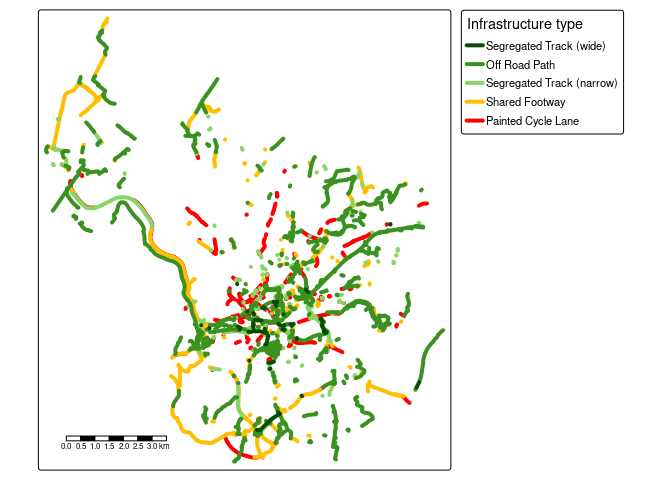 Infrastructure type
Segregated Track (wide)
Off Road Path
Segregated Track (narrow)
Shared Footway
Painted Cycle Lane
0.0 0.5 1.0 1.5 2.0 2.5 3.0 km